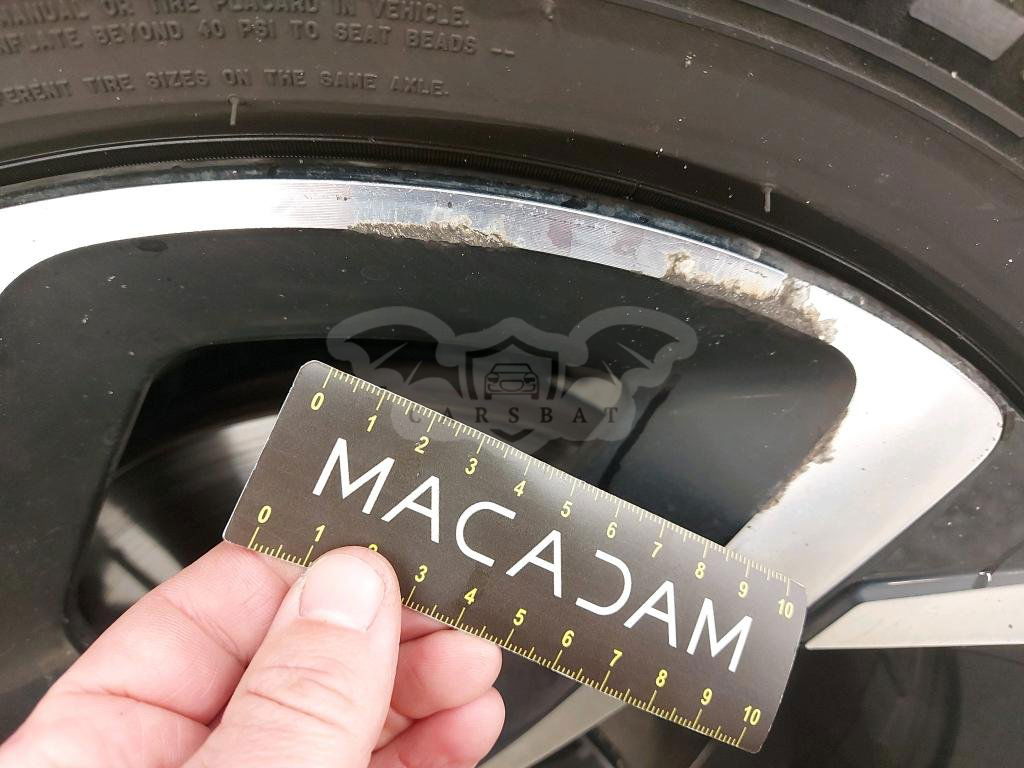 MANUAL OR TIRE PLACARD IN VEHICLE.
INFLATE BEYOND 40 PSI TO SEAT BEADS --
FERENT TIRE SIZES ON THE SAME AXLE.
CARSBAT
0 1 2 3 4 5 6 7 8 9 10
MACADAM
0 1 2 3 4 5 6 7 8 9 10